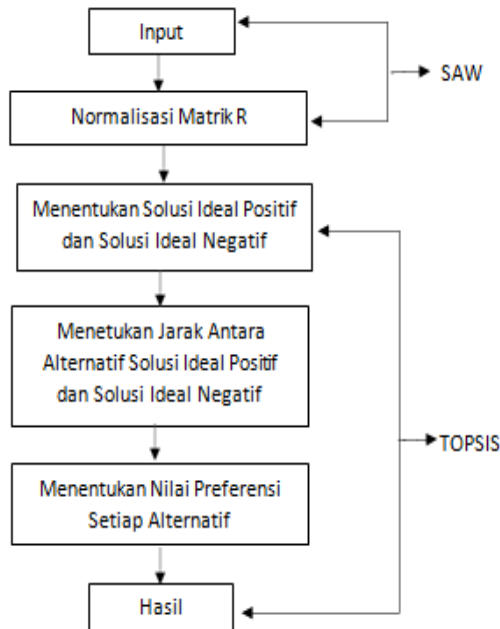 Input
SAW
Normalisasi Matrik R
Menentukan Solusi Ideal Positif
dan Solusi Ideal Negatif
Menetukan Jarak Antara
Alternatif Solusi Ideal Positif
dan Solusi Ideal Negatif
TOPSIS
Menentukan Nilai Preferensi
Setiap Alternatif
Hasil